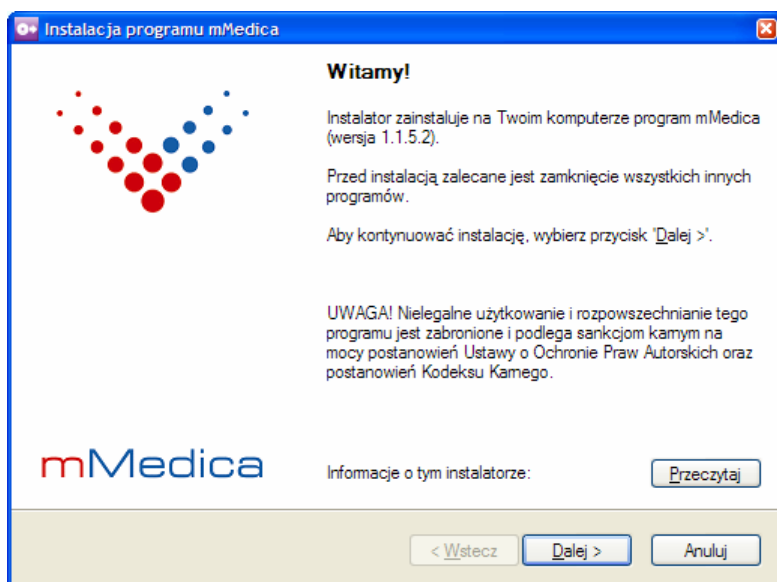 Instalacja programu mMedica
Witamy!
Instalator zainstaluje na Twoim komputerze program mMedica
(wersja 1.1.5.2).
Przed instalacją zalecane jest zamknięcie wszystkich innych
programów.
Aby kontynuować instalację, wybierz przycisk 'Dalej >'.
UWAGA! Nielegalne użytkowanie i rozpowszechnianie tego
programu jest zabronione i podlega sankcjom karnym na
mocy postanowień Ustawy o Ochronie Praw Autorskich oraz
postanowień Kodeksu Karnego.
mMedica
Informacje o tym instalatorze:
Przeczytaj
< Wstecz
Dalej >
Anuluj